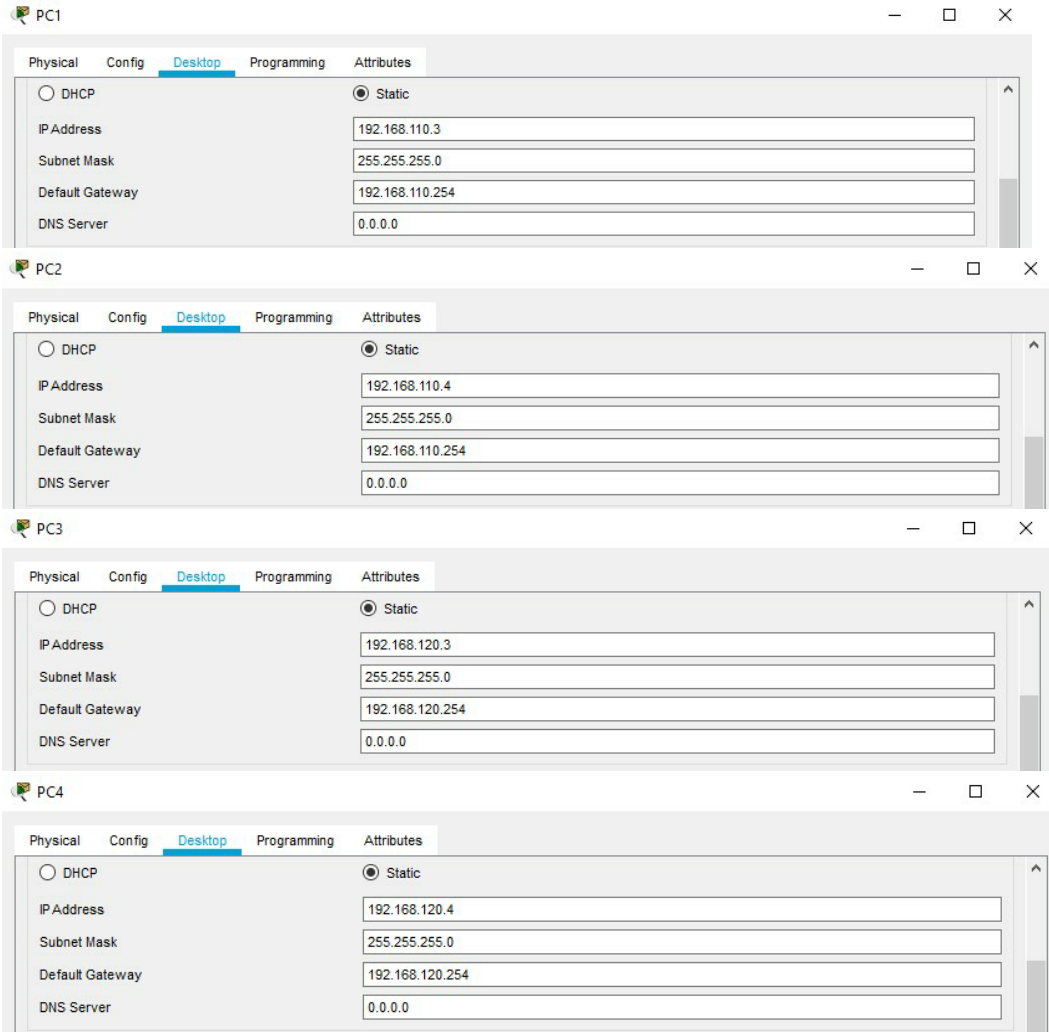 PC1
Physical Config Desktop Programming Attributes
DHCP Static
IP Address 192.168.110.3
Subnet Mask 255.255.255.0
Default Gateway 192.168.110.254
DNS Server 0.0.0.0
PC2
Physical Config Desktop Programming Attributes
DHCP Static
IP Address 192.168.110.4
Subnet Mask 255.255.255.0
Default Gateway 192.168.110.254
DNS Server 0.0.0.0
PC3
Physical Config Desktop Programming Attributes
DHCP Static
IP Address 192.168.120.3
Subnet Mask 255.255.255.0
Default Gateway 192.168.120.254
DNS Server 0.0.0.0
PC4
Physical Config Desktop Programming Attributes
DHCP Static
IP Address 192.168.120.4
Subnet Mask 255.255.255.0
Default Gateway 192.168.120.254
DNS Server 0.0.0.0